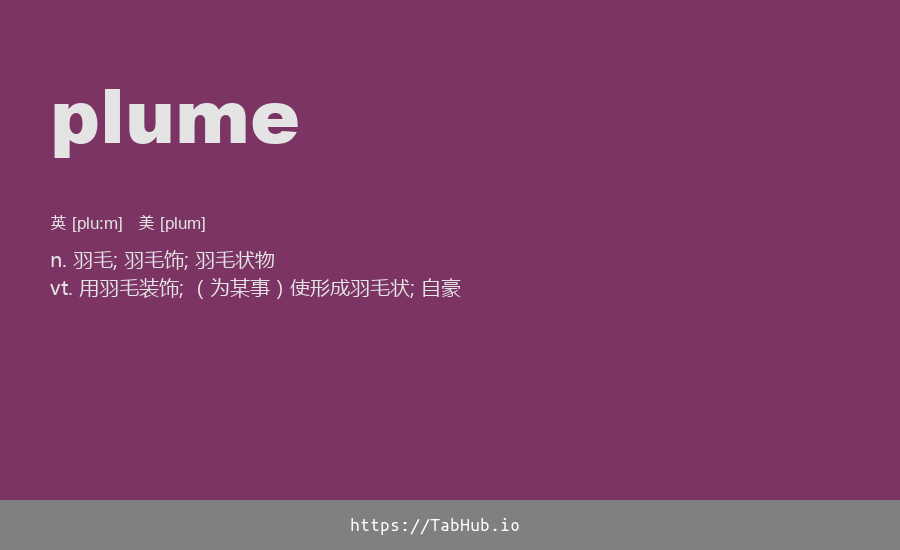 plume
英 [pluːm] 美 [plum]
n. 羽毛; 羽毛饰; 羽毛状物
vt. 用羽毛装饰; （为某事）使形成羽毛状; 自豪
https://TabHub.io